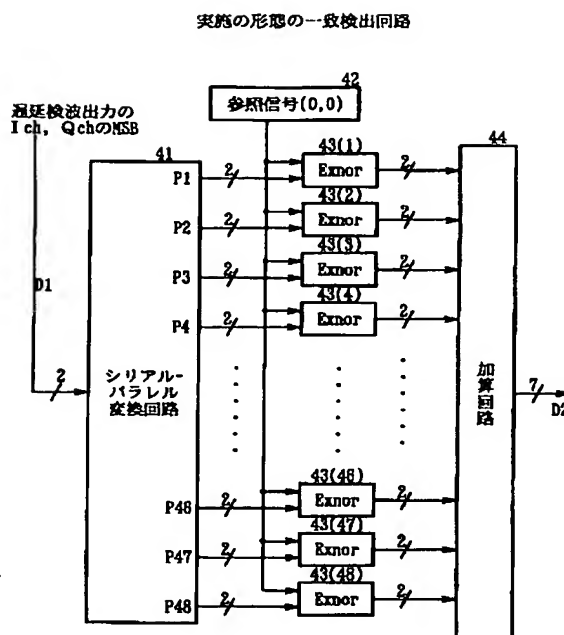 実施の形態の一致検出回路
42
参照信号(0,0)
遅延検波出力の
Ich, QchのMSB
41
43(1)
44
P1
2
Exnor
2
43(2)
P2
2
Exnor
2
43(3)
P3
2
Exnor
2
43(4)
P4
2
Exnor
2
D1
2
シリアル-
パラレル
変換回路
加算回路
7
D2
43(46)
P46
2
Exnor
2
43(47)
P47
2
Exnor
2
43(48)
P48
2
Exnor
2